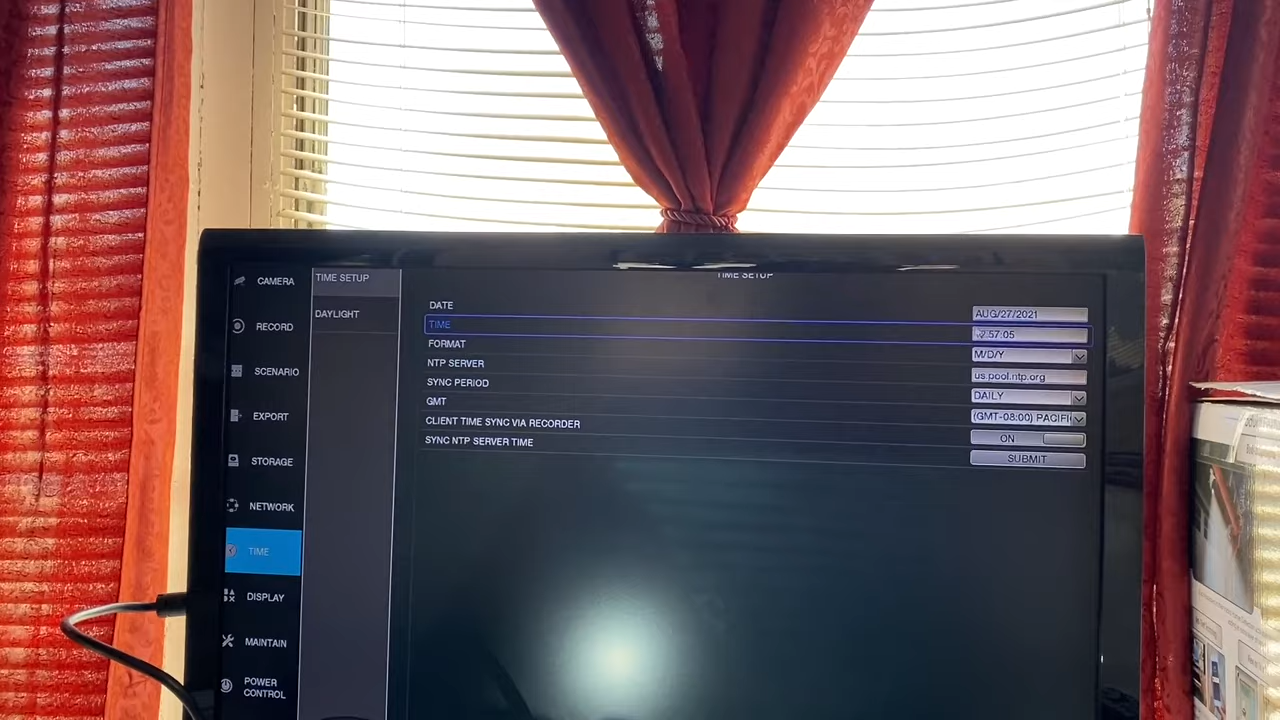 TIME SETUP
CAMERA
RECORD
SCENARIO
EXPORT
STORAGE
NETWORK
TIME
DISPLAY
MAINTAIN
POWER
CONTROL
TIME SETUP
DAYLIGHT
DATE AUG/27/2021
TIME :57:05
FORMAT M/D/Y
NTP SERVER us.pool.ntp.org
SYNC PERIOD DAILY
GMT (GMT-08:00) PACIFI
CLIENT TIME SYNC VIA RECORDER ON
SYNC NTP SERVER TIME SUBMIT